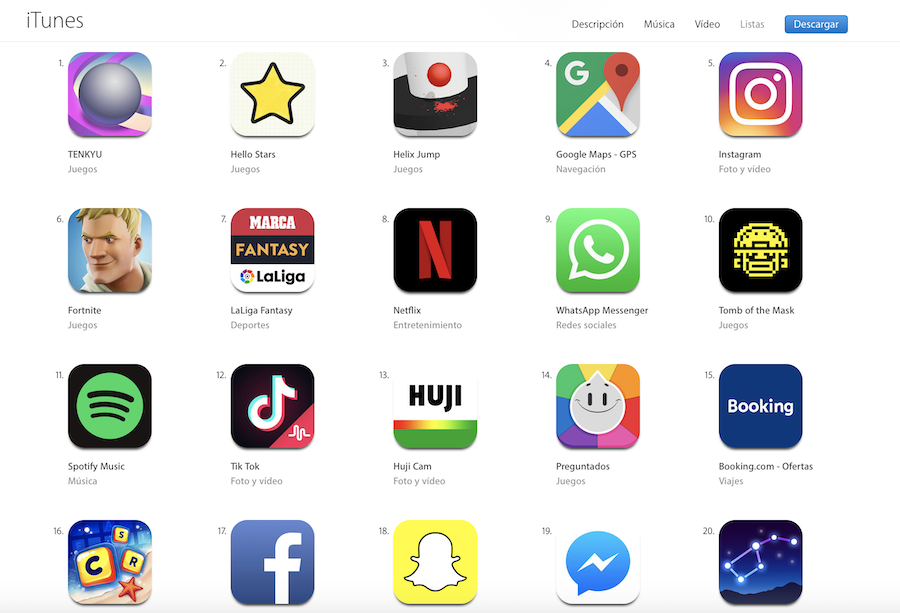 iTunes
Descripción Música Vídeo Listas Descargar
1. 2. 3. 4. G 5.
TENKYU Hello Stars Helix Jump Google Maps - GPS Instagram
Juegos Juegos Juegos Navegación Foto y vídeo
6. 7. MARCA FANTASY LaLiga 8. N 9. 10.
Fortnite LaLiga Fantasy Netflix WhatsApp Messenger Tomb of the Mask
Juegos Deportes Entretenimiento Redes sociales Juegos
11. 12. 13. HUJI 14. 15. Booking
Spotify Music Tik Tok Huji Cam Preguntados Booking.com - Ofertas
Música Foto y vídeo Foto y vídeo Juegos Viajes
16. C S R 17. f 18. 19. 20.